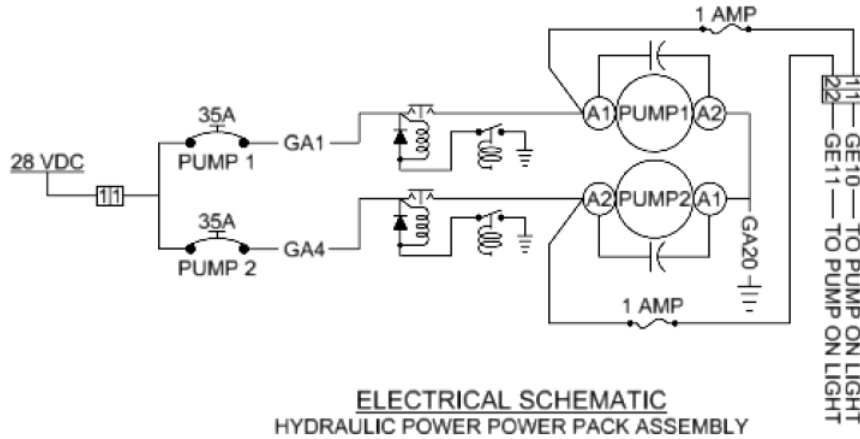 1 AMP
35A
PUMP 1
GA1
28 VDC
1 1
35A
PUMP 2
GA4
A1 PUMP1 A2
A2 PUMP2 A1
GA20
1 AMP
1 1 GE10 TO PUMP ON LIGHT
2 2 GE11 TO PUMP ON LIGHT
ELECTRICAL SCHEMATIC
HYDRAULIC POWER POWER PACK ASSEMBLY